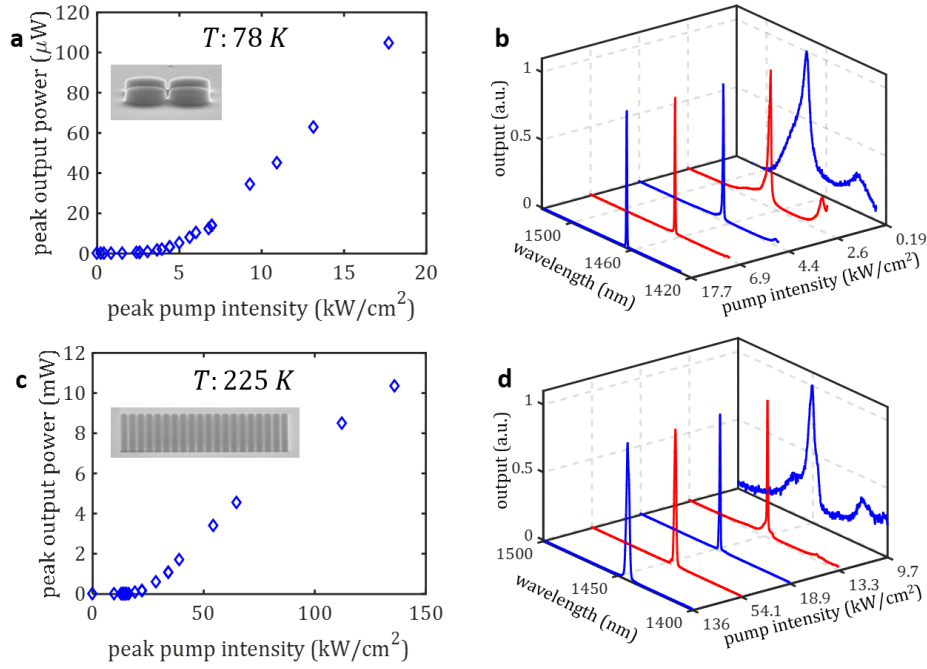 a
T: 78 K
peak output power (μW)
120
100
80
60
40
20
0
0 5 10 15 20
peak pump intensity (kW/cm²)
b
output (a.u.)
1
0.5
0
1500
1460
1420
wavelength (nm)
17.7
6.9
4.4
2.6
0.19
pump intensity (kW/cm²)
c
T: 225 K
peak output power (mW)
12
10
8
6
4
2
0
0 50 100 150
peak pump intensity (kW/cm²)
d
output (a.u.)
1
0.5
0
1500
1450
1400
wavelength (nm)
136
54.1
18.9
13.3
9.7
pump intensity (kW/cm²)